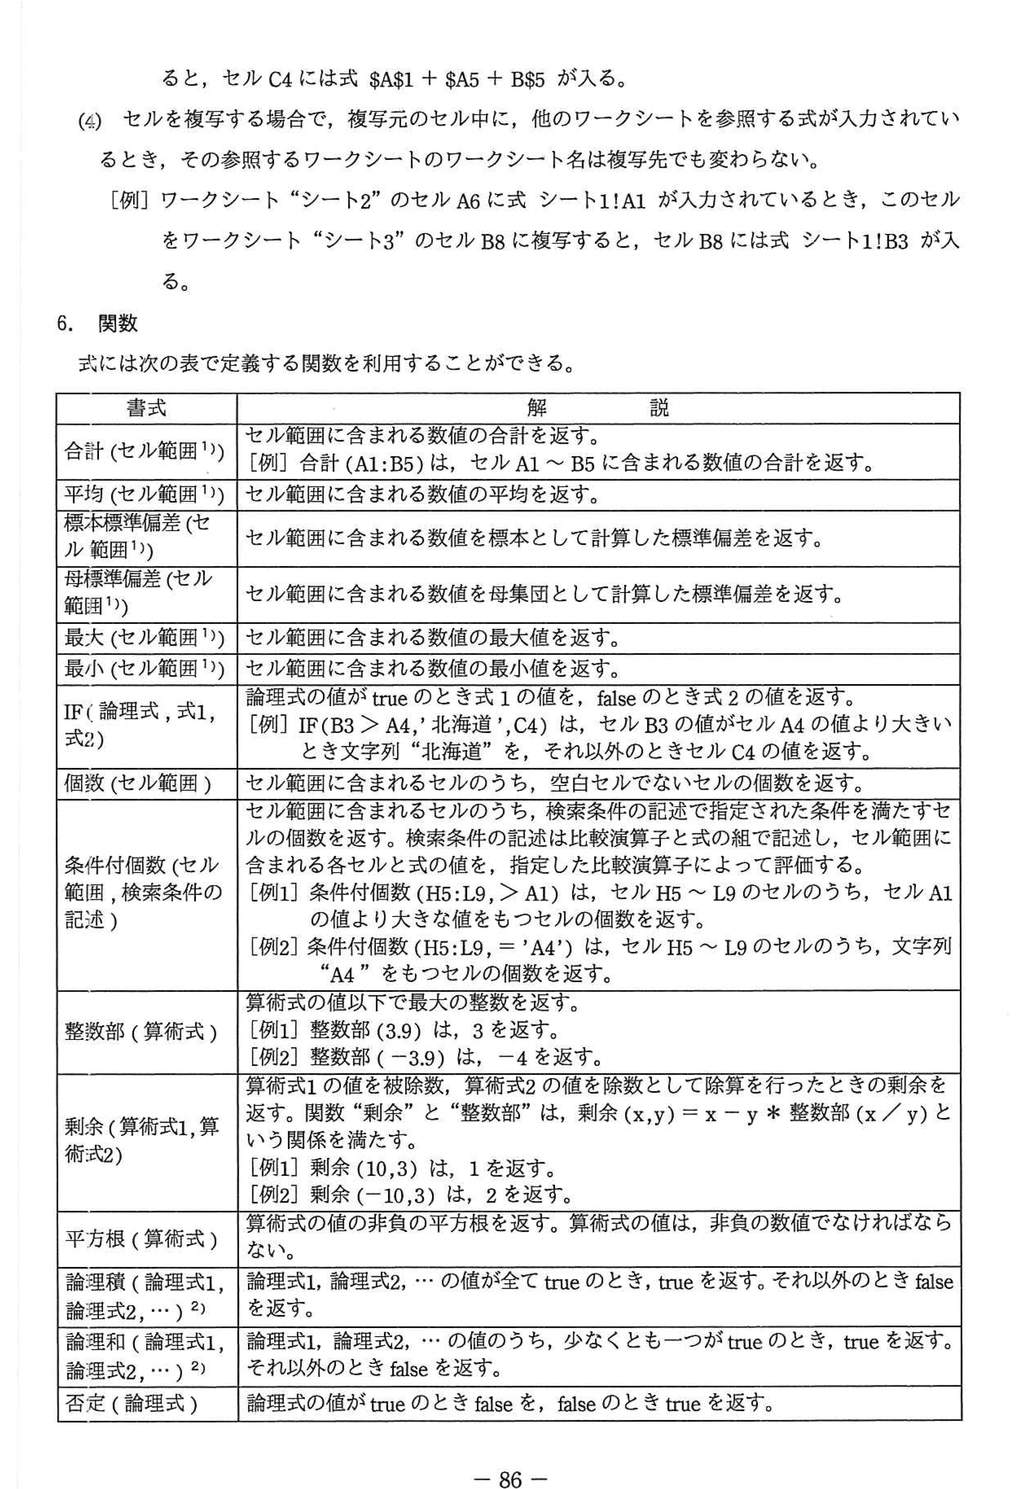 ると，セル C4 には式 $A$1 + $A5 + B$5 が入る。
(4) セルを複写する場合で，複写元のセル中に，他のワークシートを参照する式が入力されてい
るとき，その参照するワークシートのワークシート名は複写先でも変わらない。
［例］ワークシート“シート2”のセル A6 に式 シート1!A1 が入力されているとき，このセル
をワークシート“シート3”のセル B8 に複写すると，セル B8 には式 シート1!B3 が入
る。
6. 関数
式には次の表で定義する関数を利用することができる。
書式
解 説
合計 (セル範囲1))
セル範囲に含まれる数値の合計を返す。
［例］合計 (A1:B5) は，セル A1 ～ B5 に含まれる数値の合計を返す。
平均 (セル範囲1))
セル範囲に含まれる数値の平均を返す。
標本標準偏差 (セ
ル 範囲1))
セル範囲に含まれる数値を標本として計算した標準偏差を返す。
母標準偏差 (セル
範囲1))
セル範囲に含まれる数値を母集団として計算した標準偏差を返す。
最大 (セル範囲1))
セル範囲に含まれる数値の最大値を返す。
最小 (セル範囲1))
セル範囲に含まれる数値の最小値を返す。
IF( 論理式 , 式1,
式2)
論理式の値が true のとき式 1 の値を，false のとき式 2 の値を返す。
［例］IF(B3 > A4,' 北海道 ',C4) は，セル B3 の値がセル A4 の値より大きい
とき文字列“北海道”を，それ以外のときセル C4 の値を返す。
個数 (セル範囲 )
セル範囲に含まれるセルのうち，空白セルでないセルの個数を返す。
条件付個数 (セル
範囲 , 検索条件の
記述 )
セル範囲に含まれるセルのうち，検索条件の記述で指定された条件を満たすセ
ルの個数を返す。検索条件の記述は比較演算子と式の組で記述し，セル範囲に
含まれる各セルと式の値を，指定した比較演算子によって評価する。
［例1］条件付個数 (H5:L9, > A1) は，セル H5 ～ L9 のセルのうち，セル A1
の値より大きな値をもつセルの個数を返す。
［例2］条件付個数 (H5:L9, = 'A4') は，セル H5 ～ L9 のセルのうち，文字列
“A4 ”をもつセルの個数を返す。
整数部 ( 算術式 )
算術式の値以下で最大の整数を返す。
［例1］整数部 (3.9) は，3 を返す。
［例2］整数部 ( －3.9) は，－4 を返す。
剰余 ( 算術式1, 算
術式2)
算術式1 の値を被除数，算術式2 の値を除数として除算を行ったときの剰余を
返す。関数“剰余”と“整数部”は，剰余 (x,y) = x － y ＊ 整数部 (x ／ y) と
いう関係を満たす。
［例1］剰余 (10,3) は，1 を返す。
［例2］剰余 (－10,3) は，2 を返す。
平方根 ( 算術式 )
算術式の値の非負の平方根を返す。算術式の値は，非負の数値でなければなら
ない。
論理積 ( 論理式1,
論理式2, … ) 2)
論理式1, 論理式2, … の値が全て true のとき, true を返す。それ以外のとき false
を返す。
論理和 ( 論理式1,
論理式2, … ) 2)
論理式1，論理式2，… の値のうち，少なくとも一つが true のとき，true を返す。
それ以外のとき false を返す。
否定 ( 論理式 )
論理式の値が true のとき false を，false のとき true を返す。
－ 86 －